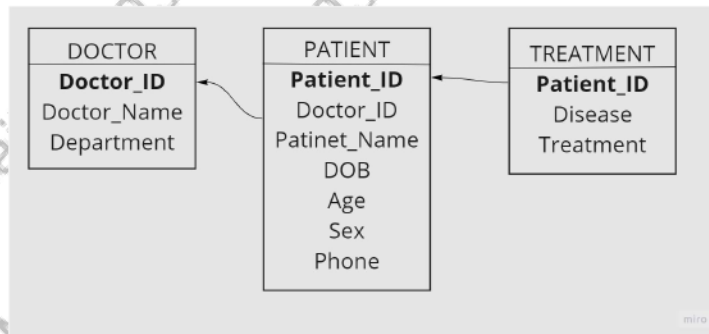 DOCTOR
Doctor_ID
Doctor_Name
Department
PATIENT
Patient_ID
Doctor_ID
Patinet_Name
DOB
Age
Sex
Phone
TREATMENT
Patient_ID
Disease
Treatment
miro